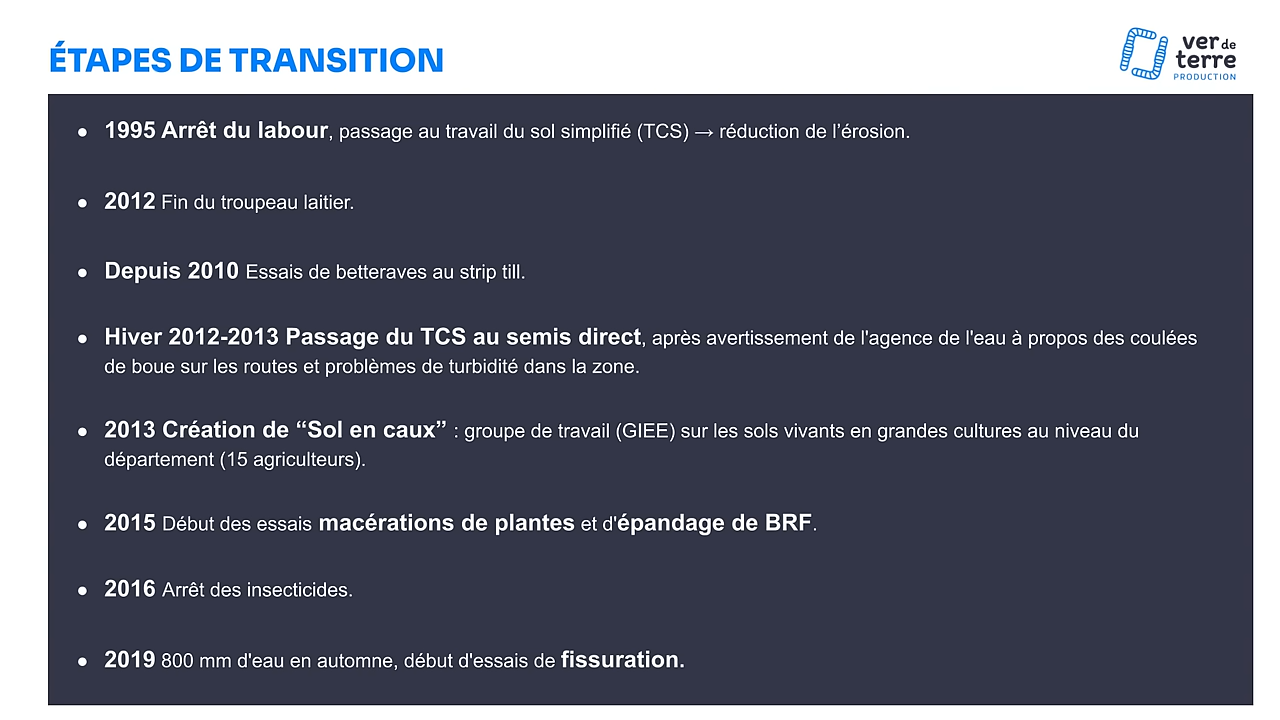 ÉTAPES DE TRANSITION
ver de
terre
PRODUCTION
● 1995 Arrêt du labour, passage au travail du sol simplifié (TCS) → réduction de l’érosion.
● 2012 Fin du troupeau laitier.
● Depuis 2010 Essais de betteraves au strip till.
● Hiver 2012-2013 Passage du TCS au semis direct, après avertissement de l'agence de l'eau à propos des coulées
de boue sur les routes et problèmes de turbidité dans la zone.
● 2013 Création de “Sol en caux” : groupe de travail (GIEE) sur les sols vivants en grandes cultures au niveau du
département (15 agriculteurs).
● 2015 Début des essais macérations de plantes et d'épandage de BRF.
● 2016 Arrêt des insecticides.
● 2019 800 mm d'eau en automne, début d'essais de fissuration.